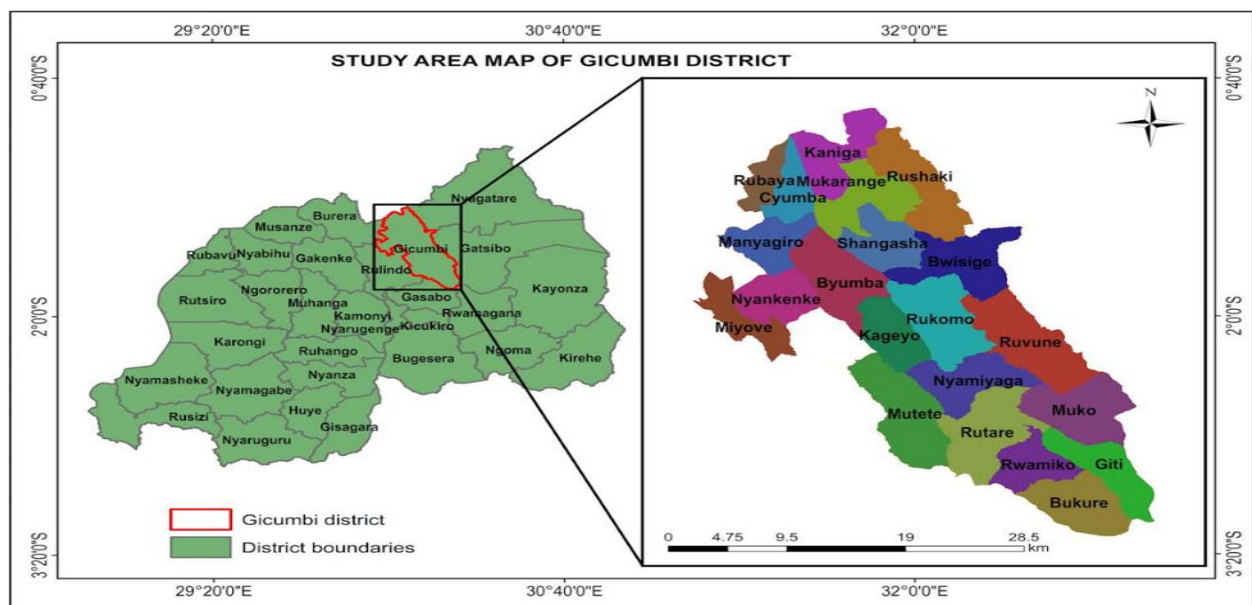 29°20'0"E 30°40'0"E 32°0'0"E
STUDY AREA MAP OF GICUMBI DISTRICT
0°40'0"S 0°40'0"S
2°0'0"S 2°0'0"S
3°20'0"S 3°20'0"S
Nyagatare
Burera
Musanze
Gicumbi
Gatsibo
Rubavu
Nyabihu
Gakenke
Rulindo
Kayonza
Ngororero
Rutsiro
Muhanga
Gasabo
Kamonyi
Rwamagana
Nyarugenge
Kicukiro
Karongi
Ruhango
Bugesera
Ngoma
Kirehe
Nyamasheke
Nyanza
Nyamagabe
Rusizi
Huye
Gisagara
Nyaruguru
Gicumbi district
District boundaries
N
Kaniga
Rubaya
Mukarange
Rushaki
Cyumba
Manyagiro
Shangasha
Bwisige
Byumba
Nyankenke
Miyove
Rukomo
Kageyo
Ruvune
Nyamiyaga
Mutete
Muko
Rutare
Rwamiko
Giti
Bukure
0 4.75 9.5 19 28.5
km
29°20'0"E 30°40'0"E 32°0'0"E